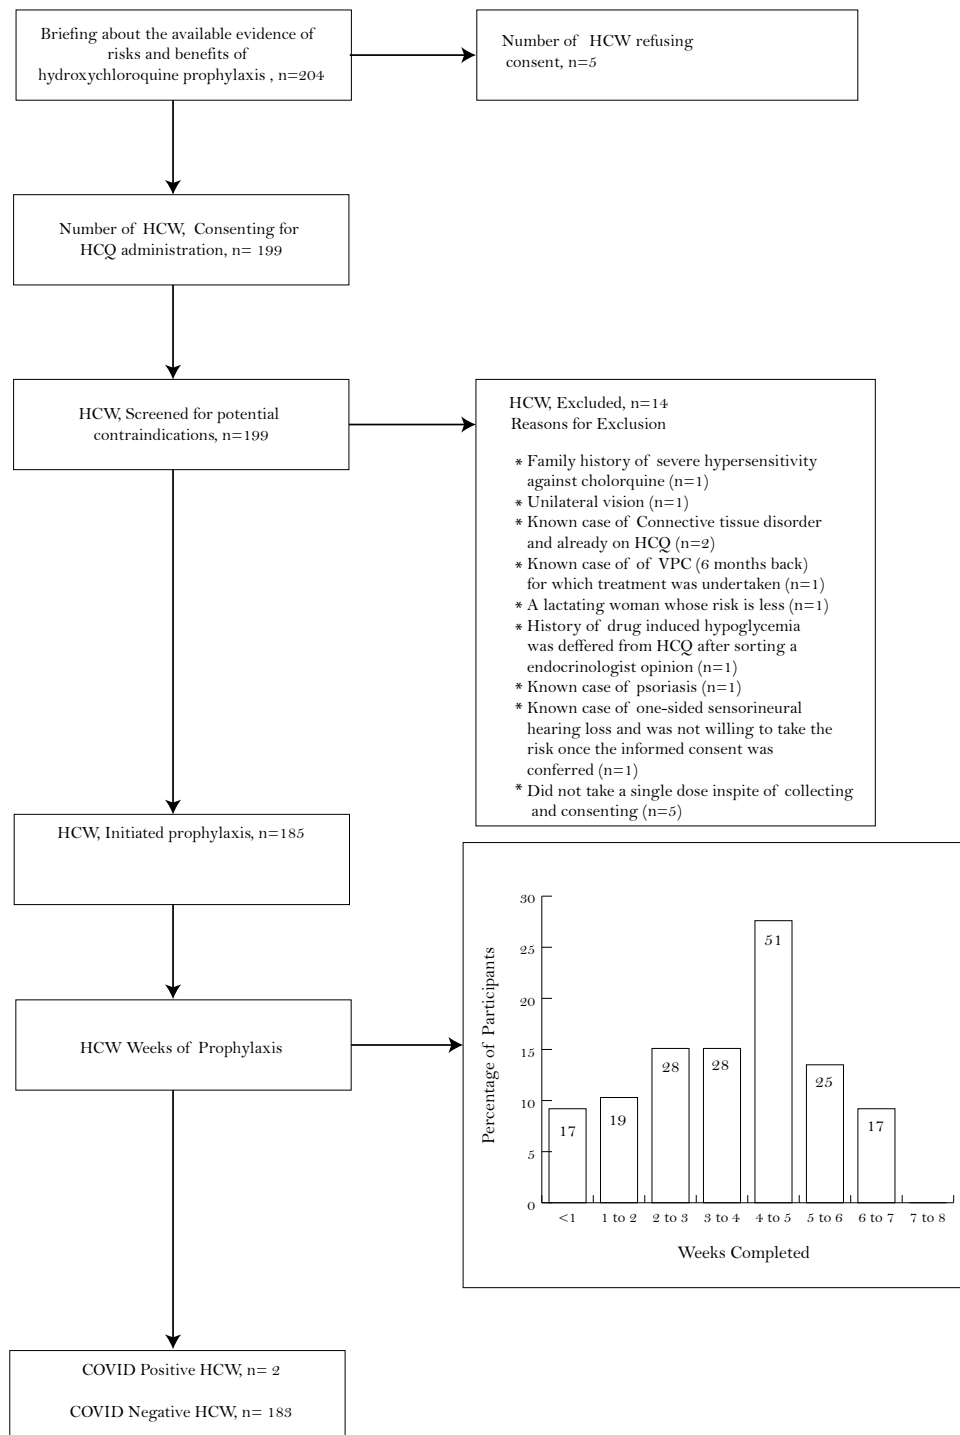 Briefing about the available evidence of
risks and benefits of
hydroxychloroquine prophylaxis , n=204
Number of HCW refusing
consent, n=5
Number of HCW, Consenting for
HCQ administration, n= 199
HCW, Screened for potential
contraindications, n=199
HCW, Excluded, n=14
Reasons for Exclusion
* Family history of severe hypersensitivity
against cholorquine (n=1)
* Unilateral vision (n=1)
* Known case of Connective tissue disorder
and already on HCQ (n=2)
* Known case of of VPC (6 months back)
for which treatment was undertaken (n=1)
* A lactating woman whose risk is less (n=1)
* History of drug induced hypoglycemia
was deffered from HCQ after sorting a
endocrinologist opinion (n=1)
* Known case of psoriasis (n=1)
* Known case of one-sided sensorineural
hearing loss and was not willing to take the
risk once the informed consent was
conferred (n=1)
* Did not take a single dose inspite of collecting
and consenting (n=5)
HCW, Initiated prophylaxis, n=185
HCW Weeks of Prophylaxis
Percentage of Participants
30
25
20
15
10
5
0
17
19
28
28
51
25
17
<1 1 to 2 2 to 3 3 to 4 4 to 5 5 to 6 6 to 7 7 to 8
Weeks Completed
COVID Positive HCW, n= 2
COVID Negative HCW, n= 183